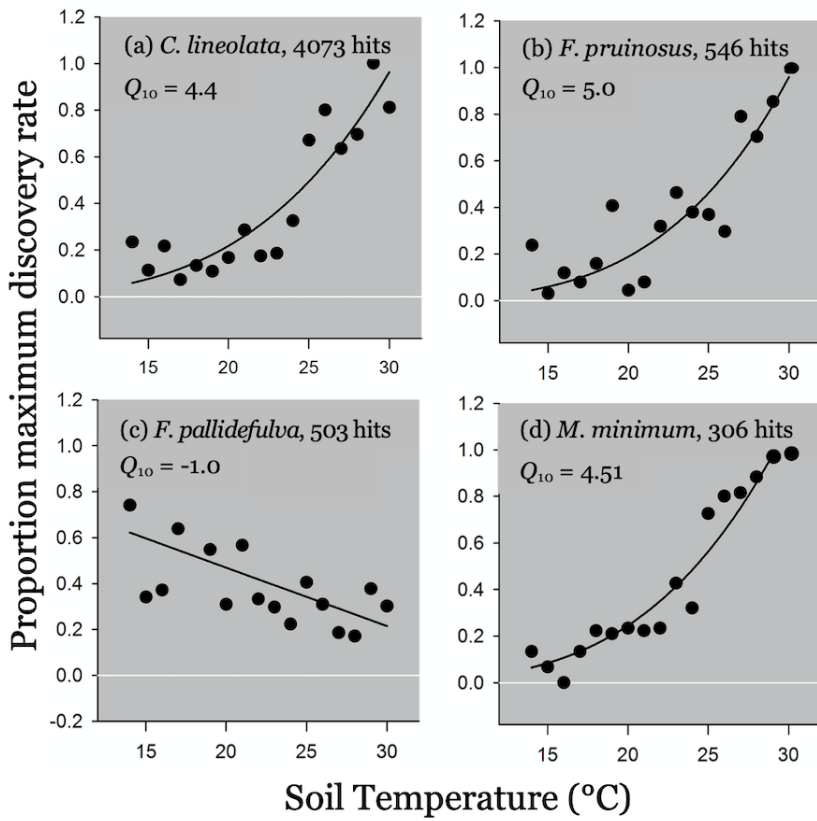 Proportion maximum discovery rate
(a) C. lineolata, 4073 hits
Q₁₀ = 4.4
1.2
1.0
0.8
0.6
0.4
0.2
0.0
15 20 25 30
(b) F. pruinosus, 546 hits
Q₁₀ = 5.0
1.2
1.0
0.8
0.6
0.4
0.2
0.0
15 20 25 30
(c) F. pallidefulva, 503 hits
Q₁₀ = -1.0
1.2
1.0
0.8
0.6
0.4
0.2
0.0
-0.2
15 20 25 30
(d) M. minimum, 306 hits
Q₁₀ = 4.51
1.2
1.0
0.8
0.6
0.4
0.2
0.0
15 20 25 30
Soil Temperature (°C)